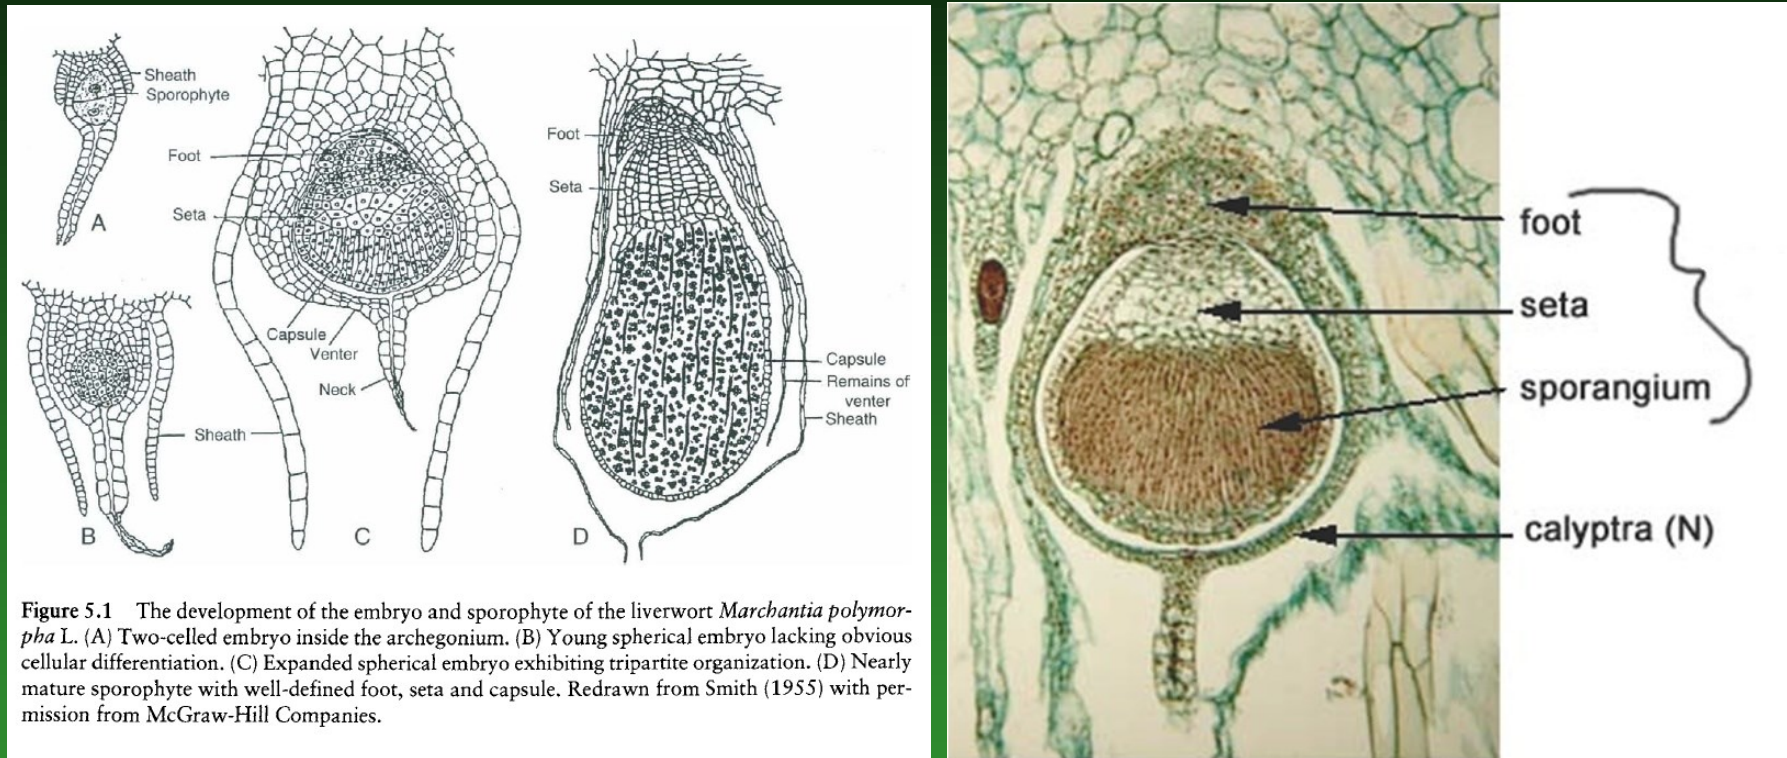 Sheath
Sporophyte
A
Foot
Seta
Capsule
Venter
Neck
Sheath
B
C
Foot
Seta
Capsule
Remains of
venter
Sheath
D
Figure 5.1 The development of the embryo and sporophyte of the liverwort Marchantia polymor-
pha L. (A) Two-celled embryo inside the archegonium. (B) Young spherical embryo lacking obvious
cellular differentiation. (C) Expanded spherical embryo exhibiting tripartite organization. (D) Nearly
mature sporophyte with well-defined foot, seta and capsule. Redrawn from Smith (1955) with per-
mission from McGraw-Hill Companies.
foot
seta
sporangium
calyptra (N)